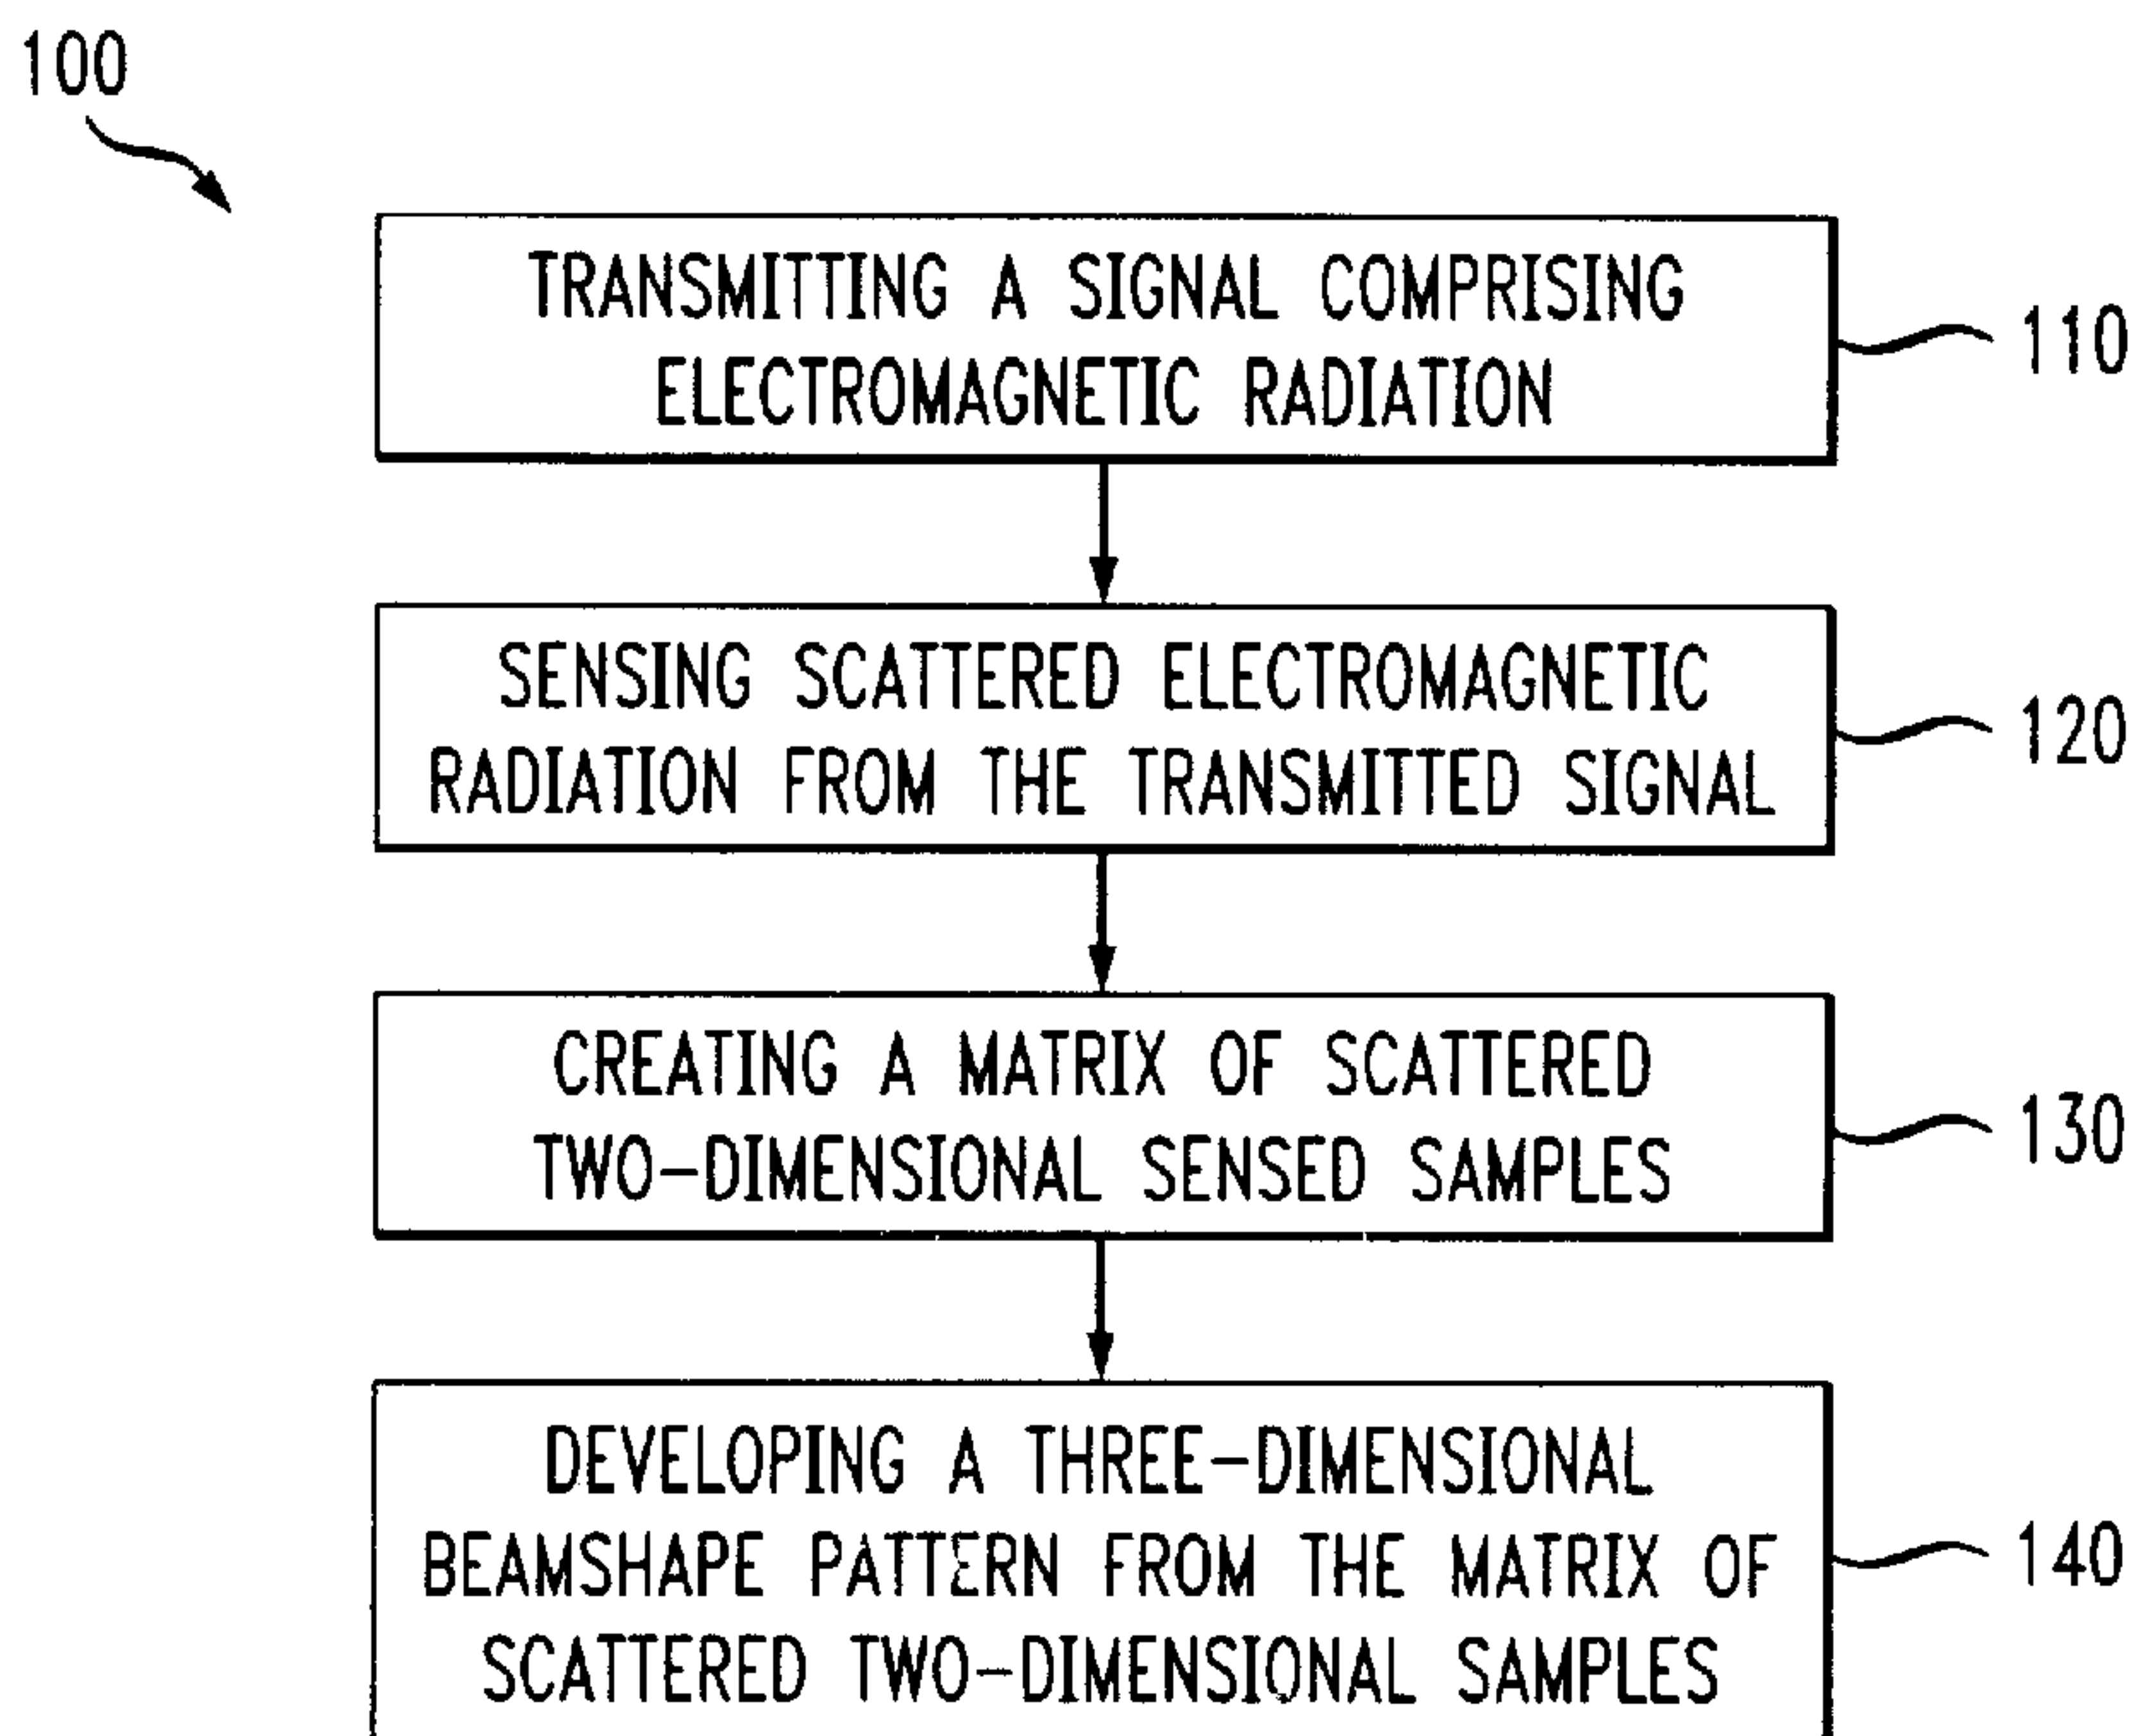 100
TRANSMITTING A SIGNAL COMPRISING
ELECTROMAGNETIC RADIATION
110
SENSING SCATTERED ELECTROMAGNETIC
RADIATION FROM THE TRANSMITTED SIGNAL
120
CREATING A MATRIX OF SCATTERED
TWO-DIMENSIONAL SENSED SAMPLES
130
DEVELOPING A THREE-DIMENSIONAL
BEAMSHAPE PATTERN FROM THE MATRIX OF
SCATTERED TWO-DIMENSIONAL SAMPLES
140